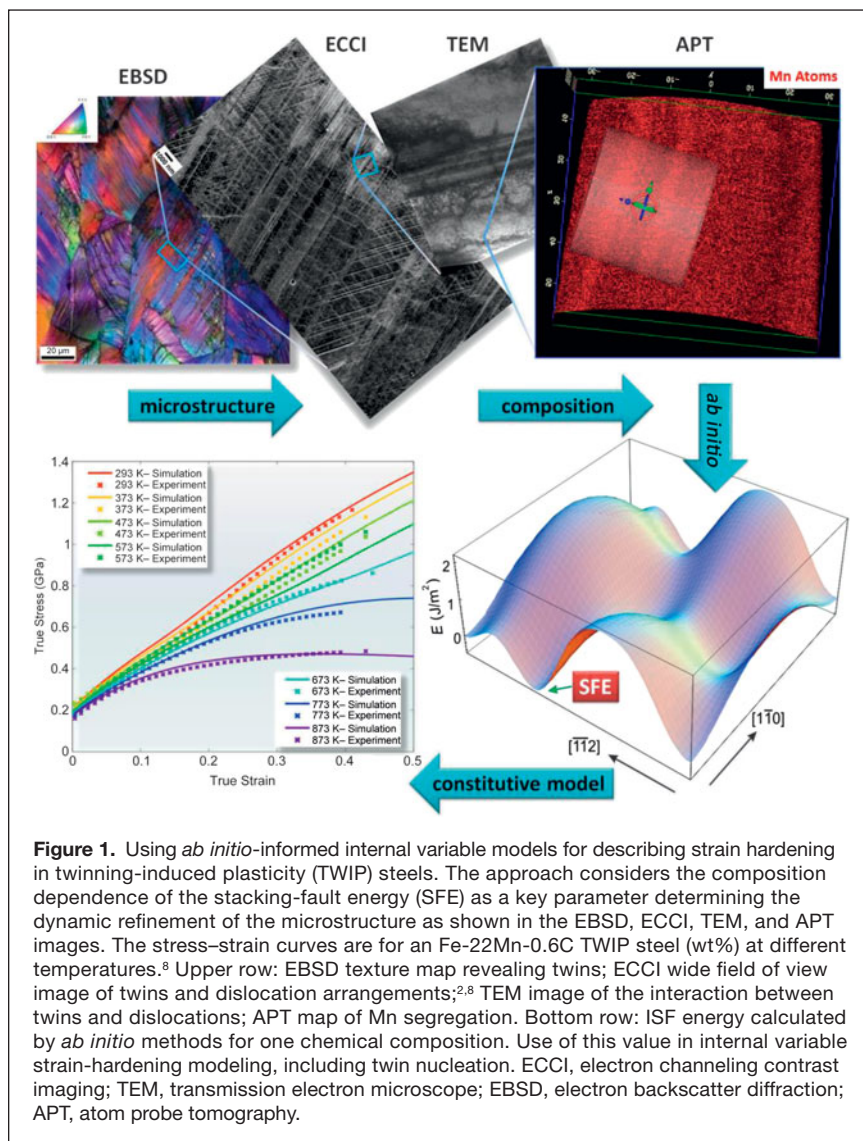 EBSD
ECCI
TEM
APT
Mn Atoms
20 µm
microstructure
composition
ab initio
1.4
1.2
1
0.8
0.6
0.4
0.2
0
0
0.1
0.2
0.3
0.4
0.5
True Stress (GPa)
True Strain
293 K– Simulation
293 K– Experiment
373 K– Simulation
373 K– Experiment
473 K– Simulation
473 K– Experiment
573 K– Simulation
573 K– Experiment
673 K– Simulation
673 K– Experiment
773 K– Simulation
773 K– Experiment
873 K– Simulation
873 K– Experiment
E (J/m²)
2
1
0
SFE
[1̅1̅2]
[11̅0]
constitutive model
Figure 1. Using ab initio-informed internal variable models for describing strain hardening
in twinning-induced plasticity (TWIP) steels. The approach considers the composition
dependence of the stacking-fault energy (SFE) as a key parameter determining the
dynamic refinement of the microstructure as shown in the EBSD, ECCI, TEM, and APT
images. The stress–strain curves are for an Fe-22Mn-0.6C TWIP steel (wt%) at different
temperatures.⁸ Upper row: EBSD texture map revealing twins; ECCI wide field of view
image of twins and dislocation arrangements;²,⁸ TEM image of the interaction between
twins and dislocations; APT map of Mn segregation. Bottom row: ISF energy calculated
by ab initio methods for one chemical composition. Use of this value in internal variable
strain-hardening modeling, including twin nucleation. ECCI, electron channeling contrast
imaging; TEM, transmission electron microscope; EBSD, electron backscatter diffraction;
APT, atom probe tomography.